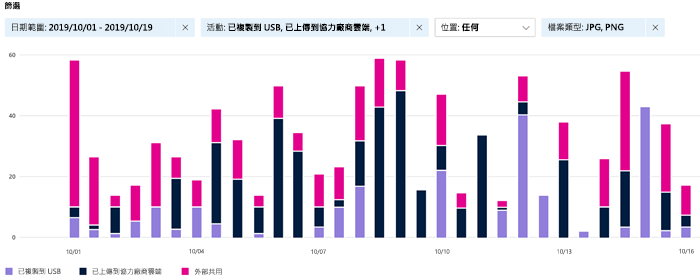 篩選
日期範圍: 2019/10/01 - 2019/10/19 ×
活動: 已複製到 USB, 已上傳到協力廠商雲端, +1 ×
位置: 任何
檔案類型: JPG, PNG ×
60
40
20
0
10/01 10/04 10/07 10/10 10/13 10/16
已複製到 USB 已上傳到協力廠商雲端 外部共用